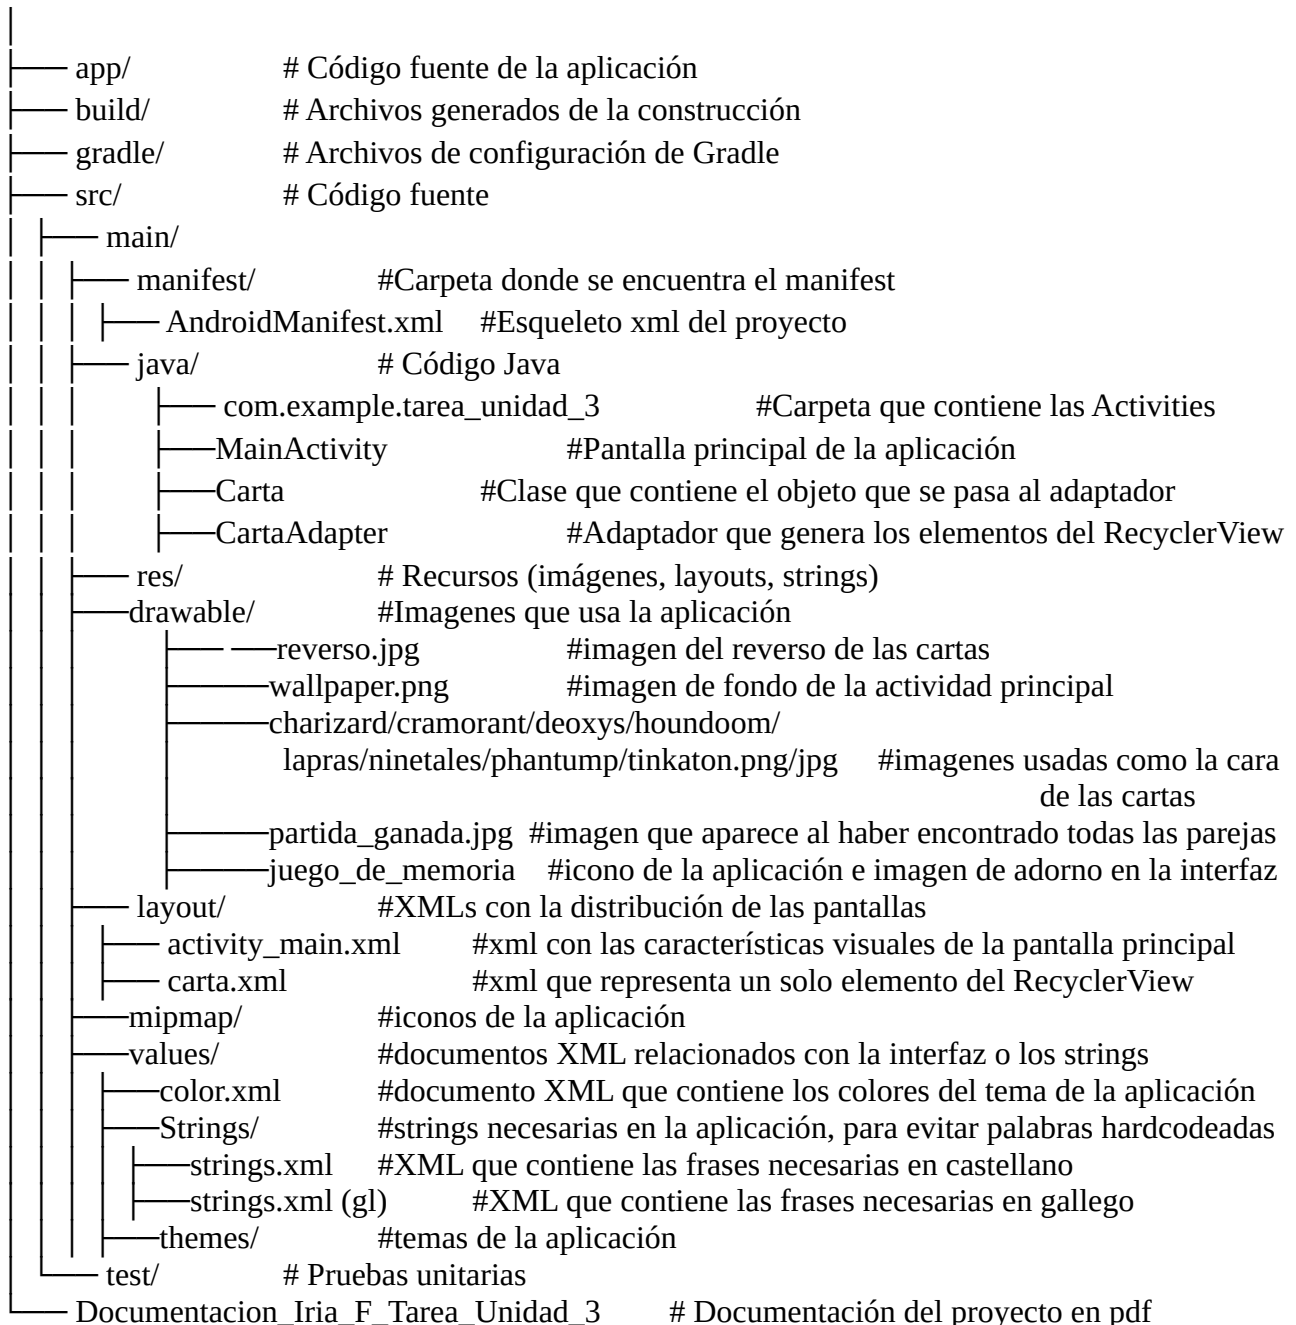 │
├── app/ # Código fuente de la aplicación
├── build/ # Archivos generados de la construcción
├── gradle/ # Archivos de configuración de Gradle
├── src/ # Código fuente
│ ├── main/
│ │ ├── manifest/ #Carpeta donde se encuentra el manifest
│ │ │ ├── AndroidManifest.xml #Esqueleto xml del proyecto
│ │ ├── java/ # Código Java
│ │ │ ├── com.example.tarea_unidad_3 #Carpeta que contiene las Activities
│ │ │ ├──MainActivity #Pantalla principal de la aplicación
│ │ │ ├──Carta #Clase que contiene el objeto que se pasa al adaptador
│ │ │ ├──CartaAdapter #Adaptador que genera los elementos del RecyclerView
│ │ ├── res/ # Recursos (imágenes, layouts, strings)
│ │ ├──drawable/ #Imagenes que usa la aplicación
│ │ │ ├── ──reverso.jpg #imagen del reverso de las cartas
│ │ │ ├───wallpaper.png #imagen de fondo de la actividad principal
│ │ │ ├───charizard/cramorant/deoxys/houndoom/
│ │ │ │ lapras/ninetales/phantump/tinkaton.png/jpg #imagenes usadas como la cara
│ │ │ │ de las cartas
│ │ │ ├───partida_ganada.jpg #imagen que aparece al haber encontrado todas las parejas
│ │ │ ├───juego_de_memoria #icono de la aplicación e imagen de adorno en la interfaz
│ │ ├── layout/ #XMLs con la distribución de las pantallas
│ │ │ ├── activity_main.xml #xml con las características visuales de la pantalla principal
│ │ │ ├── carta.xml #xml que representa un solo elemento del RecyclerView
│ │ ├──mipmap/ #iconos de la aplicación
│ │ ├──values/ #documentos XML relacionados con la interfaz o los strings
│ │ │ ├──color.xml #documento XML que contiene los colores del tema de la aplicación
│ │ │ ├──Strings/ #strings necesarias en la aplicación, para evitar palabras hardcodeadas
│ │ │ │ ├──strings.xml #XML que contiene las frases necesarias en castellano
│ │ │ │ ├──strings.xml (gl) #XML que contiene las frases necesarias en gallego
│ │ │ ├──themes/ #temas de la aplicación
│ └── test/ # Pruebas unitarias
└── Documentacion_Iria_F_Tarea_Unidad_3 # Documentación del proyecto en pdf